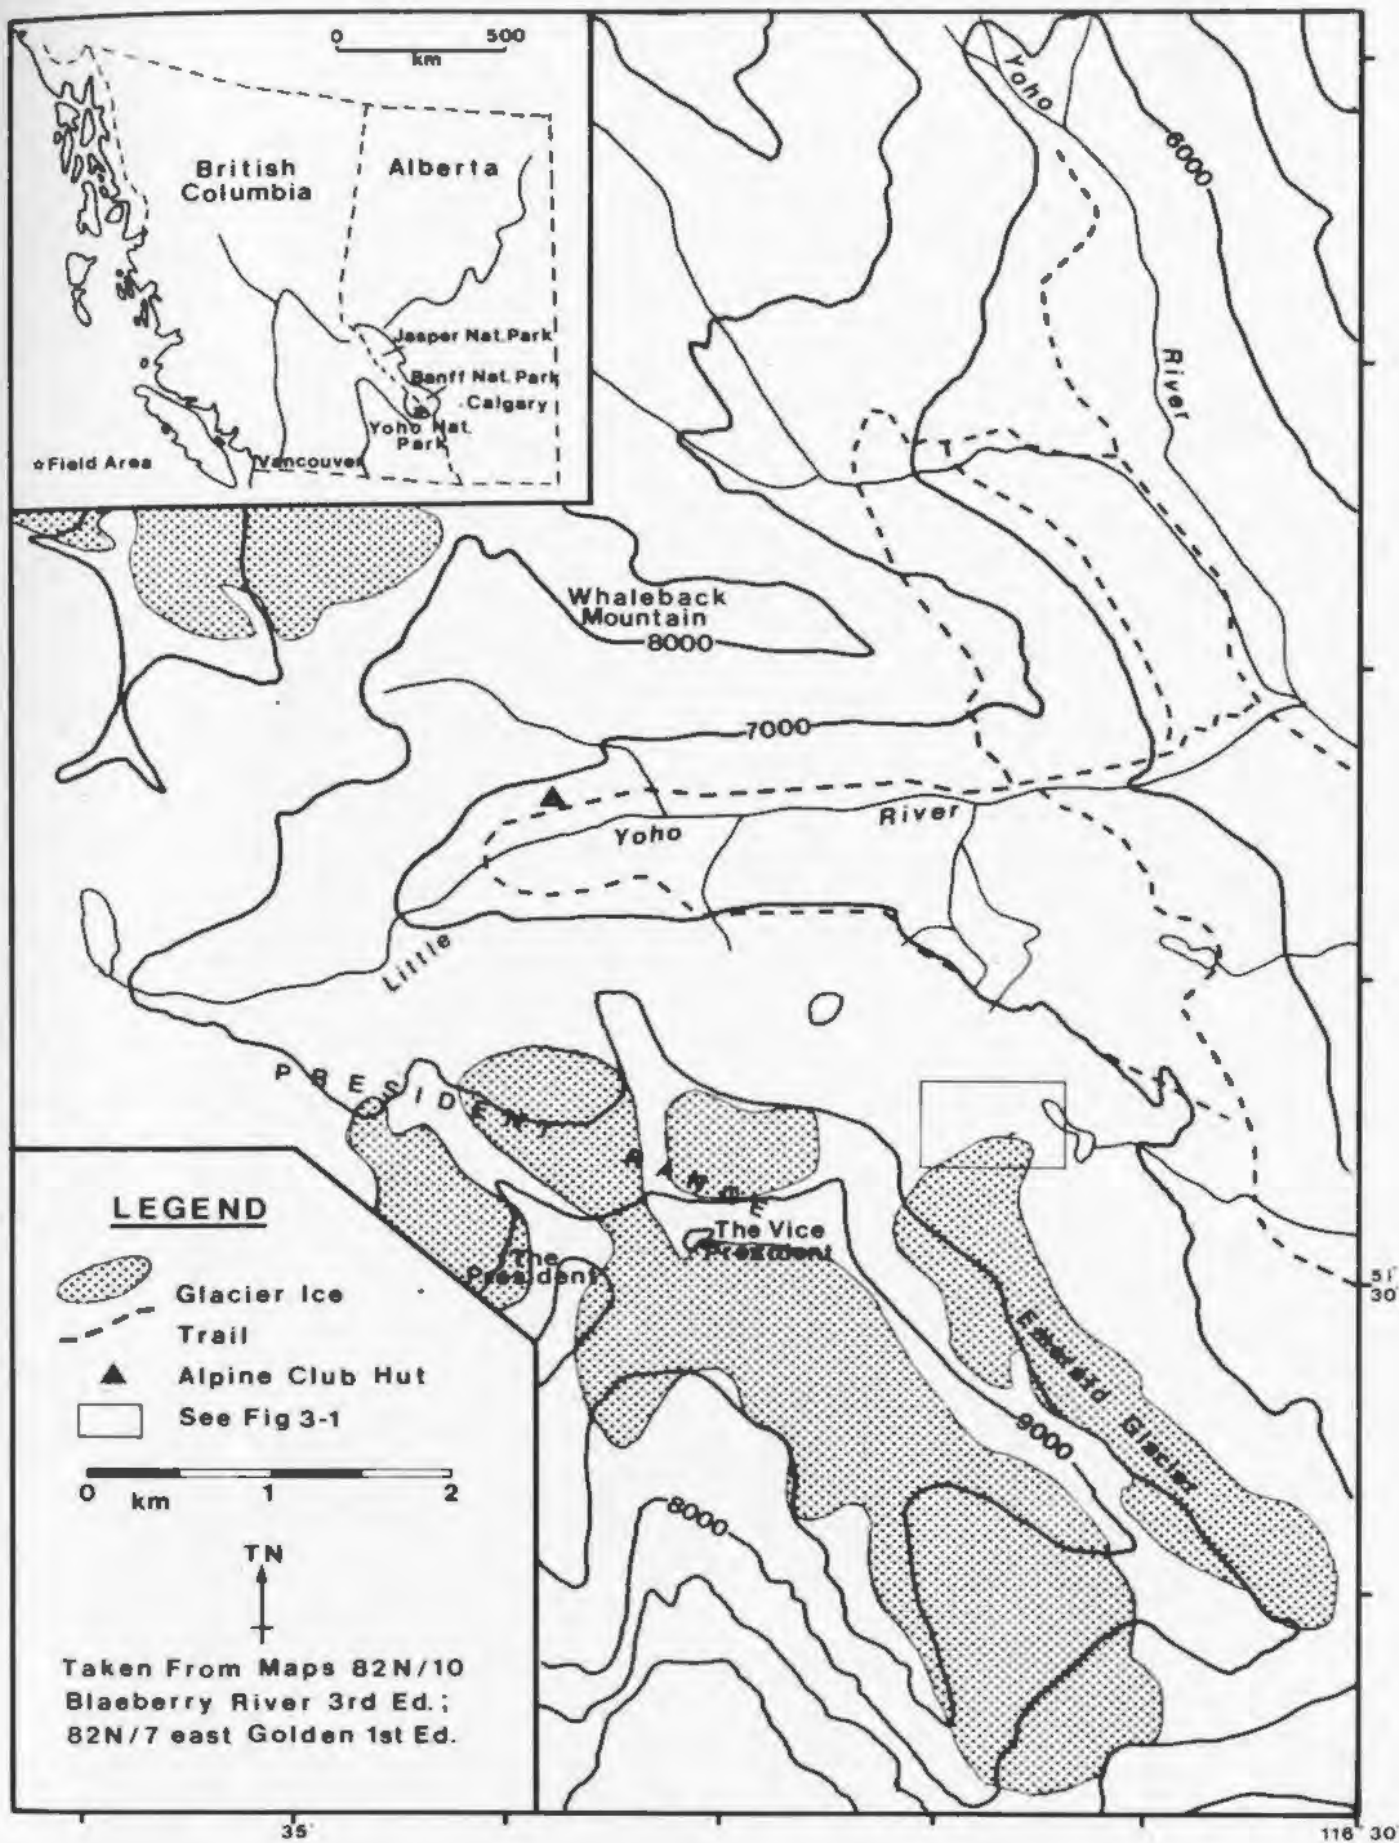 0 500
km
British
Columbia
Alberta
Jasper Nat. Park
Banff Nat. Park
Calgary
Yoho Nat.
Park
☆Field Area
Vancouver
Yoho
River
6000
Whaleback
Mountain
8000
7000
Yoho
River
Little
PRESIDENT
RANGE
The Vice
President
The
President
Emerald Glacier
9000
8000
LEGEND
Glacier Ice
Trail
Alpine Club Hut
See Fig 3-1
0 km 1 2
TN
Taken From Maps 82N/10
Blaeberry River 3rd Ed.;
82N/7 east Golden 1st Ed.
51°
30'
35'
116° 30'